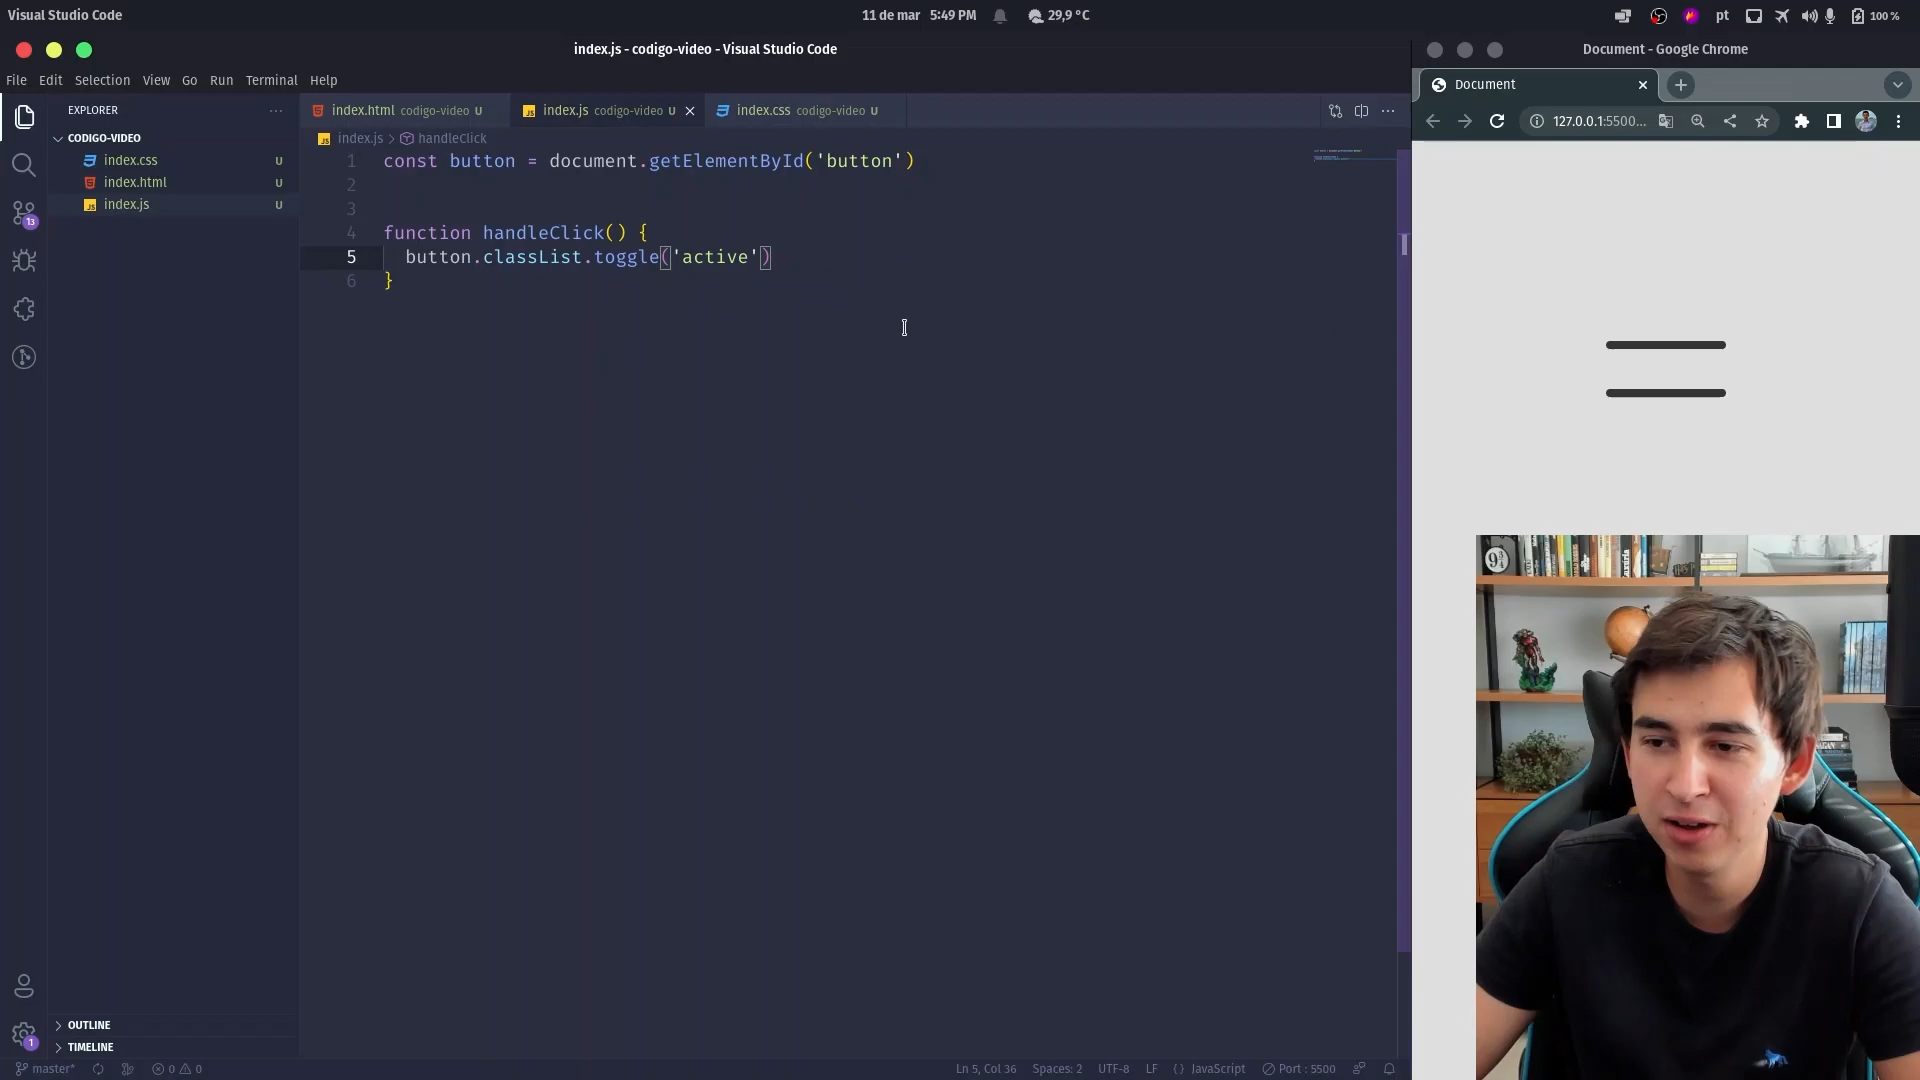 Visual Studio Code
11 de mar 5:49 PM
29,9 °C
pt
100 %
index.js - codigo-video - Visual Studio Code
Document - Google Chrome
File Edit Selection View Go Run Terminal Help
Document
127.0.0.1:5500...
EXPLORER
index.html codigo-video U
index.js codigo-video U
index.css codigo-video U
CODIGO-VIDEO
index.css U
index.html U
index.js U
13
index.js > handleClick
1 const button = document.getElementById('button')
2
3
4 function handleClick() {
5 button.classList.toggle('active')
6 }
9 3/4
OUTLINE
TIMELINE
1
master*
0 0
Ln 5, Col 36
Spaces: 2
UTF-8
LF
{} JavaScript
Port : 5500